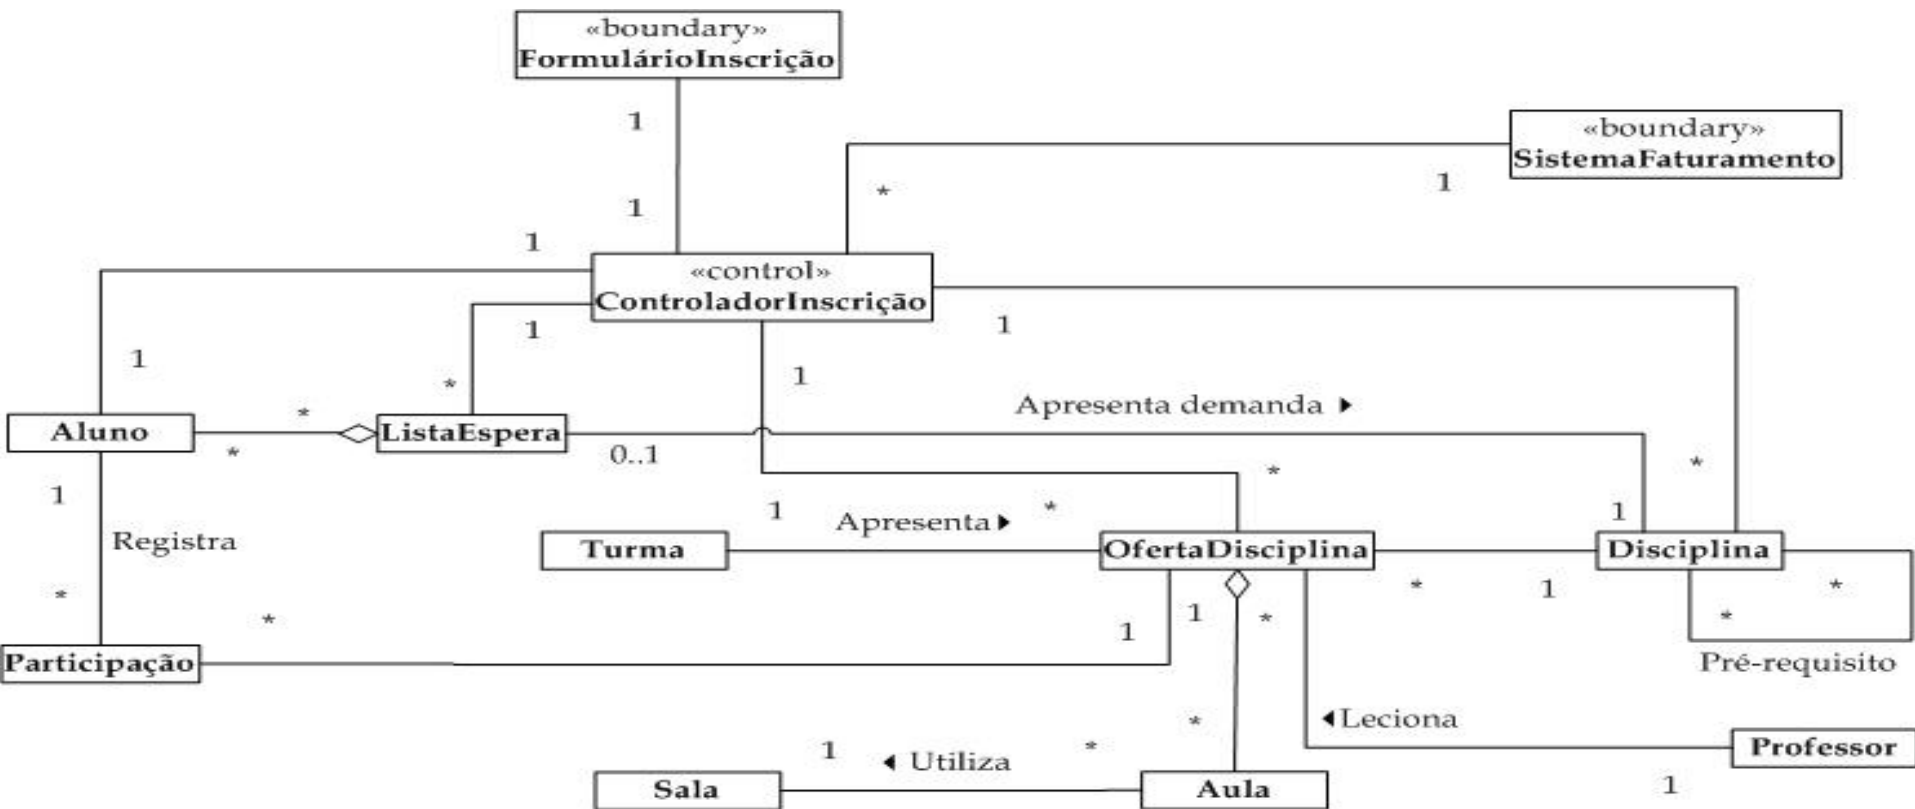 «boundary»
FormulárioInscrição
1
«boundary»
SistemaFaturamento
*
1
1
1
«control»
ControladorInscrição
1
1
1
*
1
Apresenta demanda ▶
*
Aluno
*
ListaEspera
0..1
*
*
1
1
Apresenta ▶
*
1
Registra
Turma
OfertaDisciplina
Disciplina
*
*
1
*
*
1
1
*
*
1
Participação
Pré-requisito
*
◀ Leciona
1
◀ Utiliza
*
Professor
1
Sala
Aula